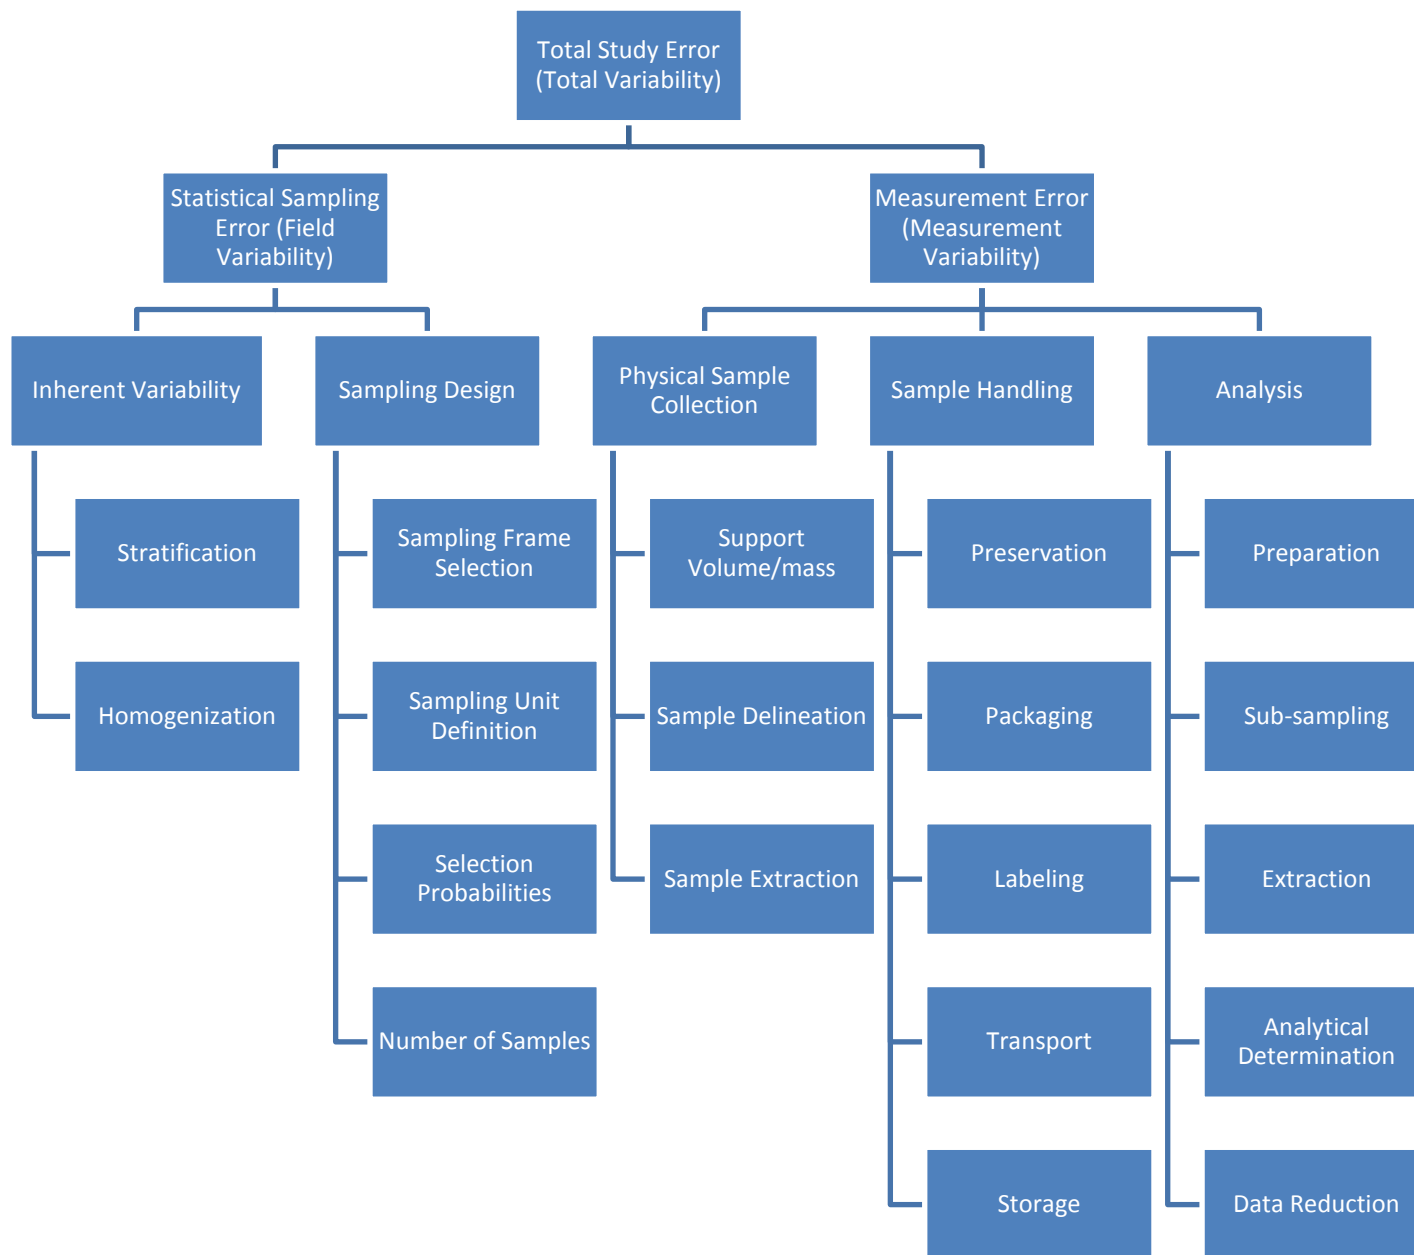 Total Study Error
(Total Variability)
Statistical Sampling
Error (Field
Variability)
Measurement Error
(Measurement
Variability)
Inherent Variability
Sampling Design
Physical Sample
Collection
Sample Handling
Analysis
Stratification
Homogenization
Sampling Frame
Selection
Sampling Unit
Definition
Selection
Probabilities
Number of Samples
Support
Volume/mass
Sample Delineation
Sample Extraction
Preservation
Packaging
Labeling
Transport
Storage
Preparation
Sub-sampling
Extraction
Analytical
Determination
Data Reduction